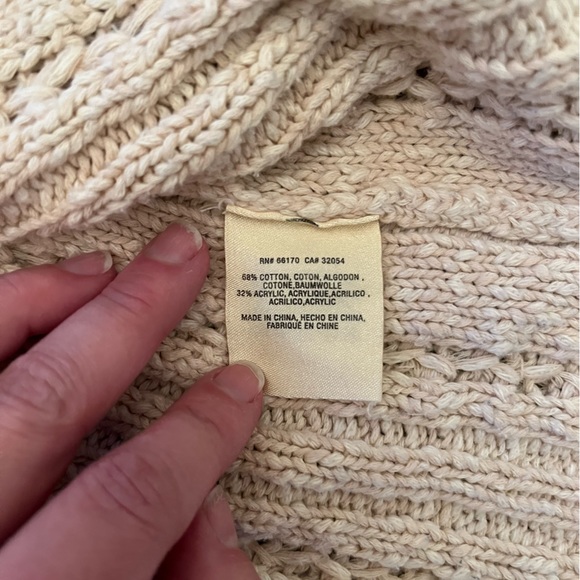 RN# 66170 CA# 32054
68% COTTON, COTON, ALGODON ,
COTONE,BAUMWOLLE
32% ACRYLIC, ACRYLIQUE,ACRILICO ,
ACRILICO,ACRYLIC
MADE IN CHINA, HECHO EN CHINA,
FABRIQUÉ EN CHINE